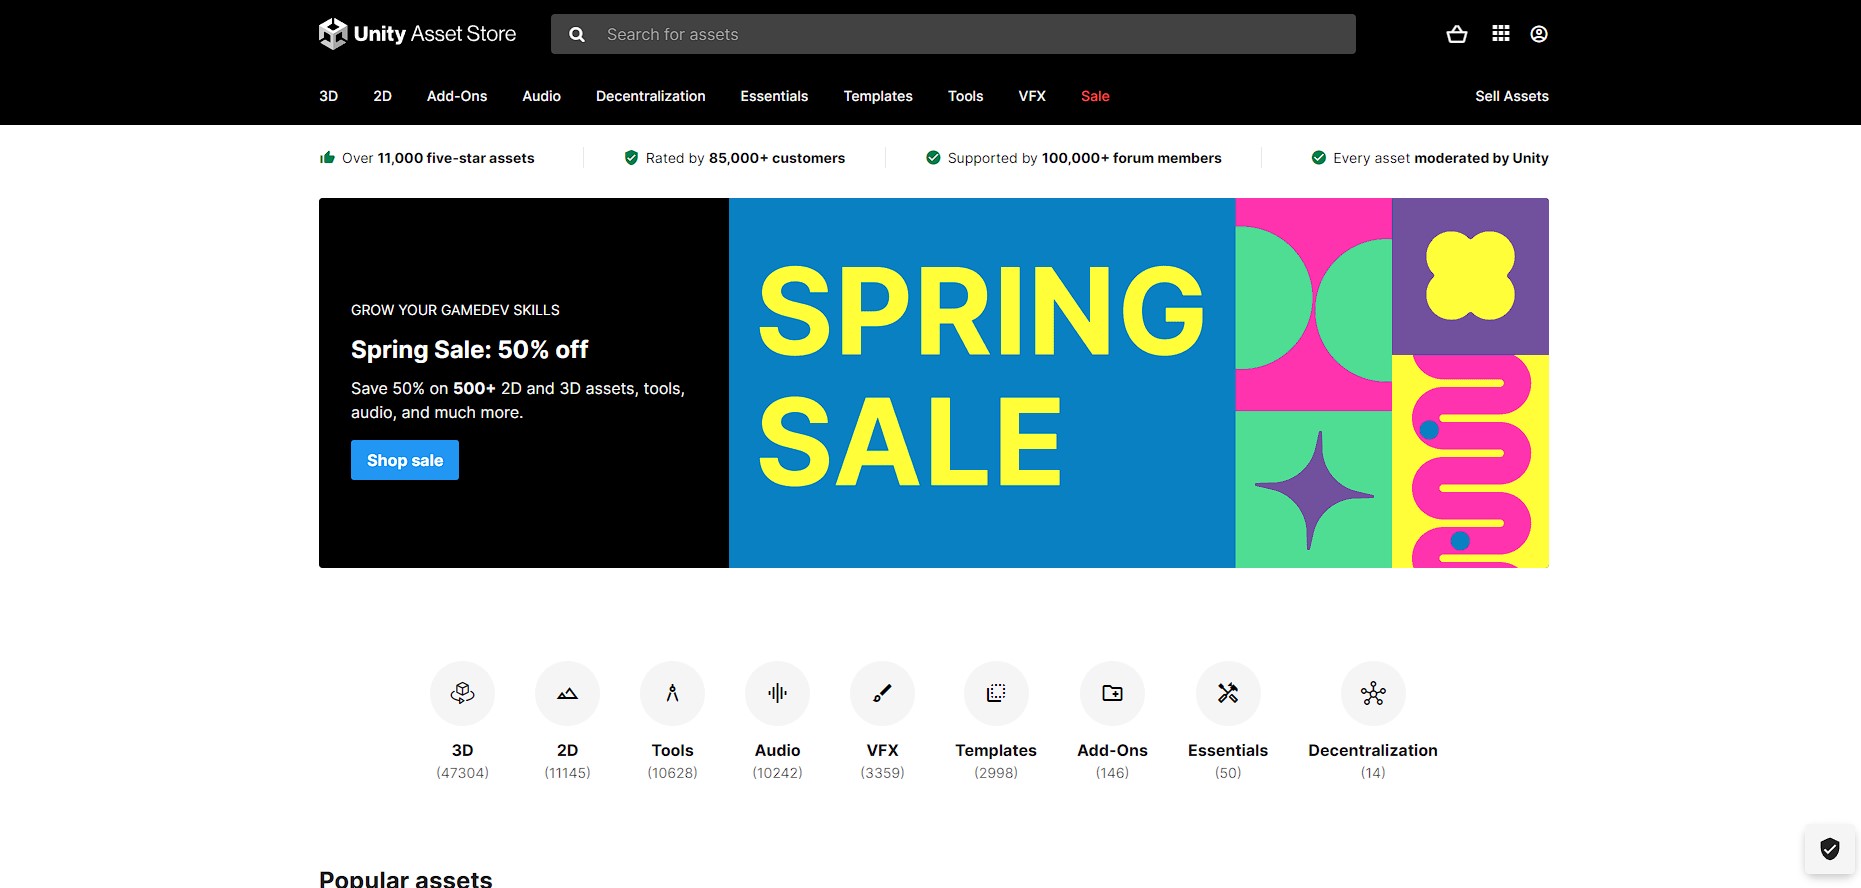 Unity Asset Store
Search for assets
3D 2D Add-Ons Audio Decentralization Essentials Templates Tools VFX Sale Sell Assets
Over 11,000 five-star assets
Rated by 85,000+ customers
Supported by 100,000+ forum members
Every asset moderated by Unity
GROW YOUR GAMEDEV SKILLS
Spring Sale: 50% off
Save 50% on 500+ 2D and 3D assets, tools,
audio, and much more.
Shop sale
SPRING
SALE
3D
(47304)
2D
(11145)
Tools
(10628)
Audio
(10242)
VFX
(3359)
Templates
(2998)
Add-Ons
(146)
Essentials
(50)
Decentralization
(14)
Popular assets